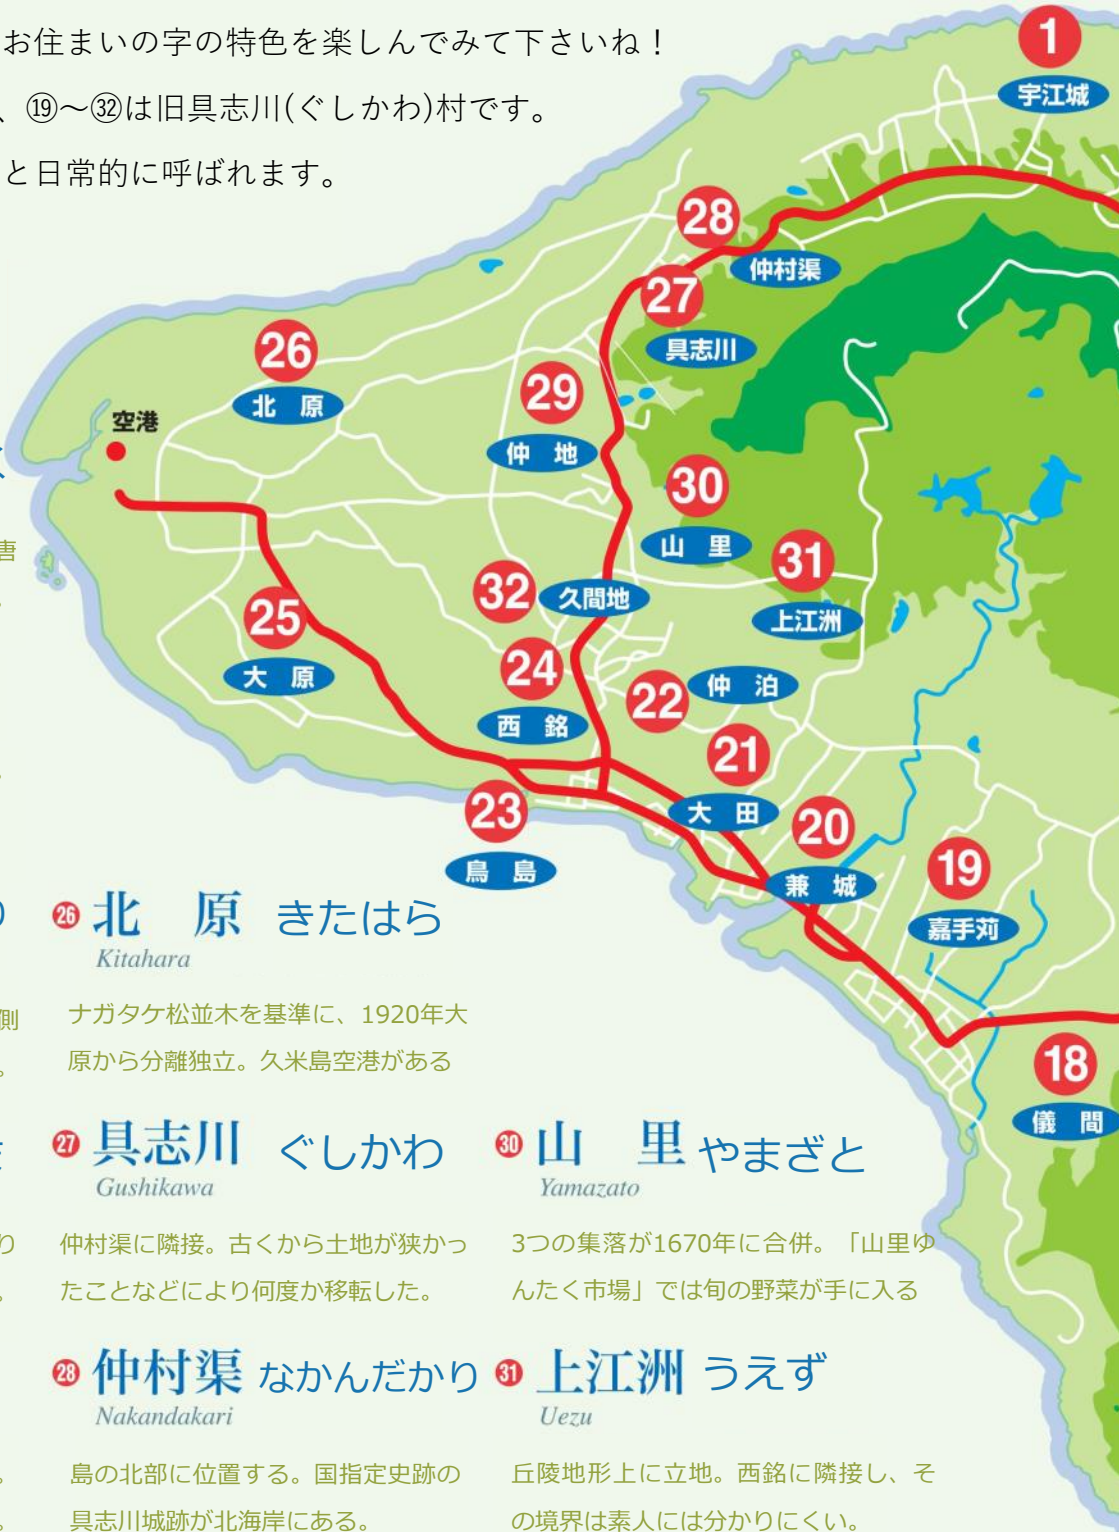 お住まいの字の特色を楽しんでみて下さいね！
、⑲～㉜は旧具志川(ぐしかわ)村です。
と日常的に呼ばれます。
1
宇江城
28
仲村渠
27
具志川
26
北 原
29
仲 地
空港
30
山 里
31
上江洲
32
久間地
25
大 原
24
西 銘
22
仲 泊
21
大 田
23
鳥 島
20
兼 城
19
嘉手苅
18
儀 間
唐
側
。
り
。
。
。
㉖ 北 原 きたはら
Kitahara
ナガタケ松並木を基準に、1920年大
原から分離独立。久米島空港がある
㉗ 具志川 ぐしかわ
Gushikawa
仲村渠に隣接。古くから土地が狭かっ
たことなどにより何度か移転した。
㉘ 仲村渠 なかんだかり
Nakandakari
島の北部に位置する。国指定史跡の
具志川城跡が北海岸にある。
㉚ 山 里 やまざと
Yamazato
3つの集落が1670年に合併。「山里ゆ
んたく市場」では旬の野菜が手に入る
㉛ 上江洲 うえず
Uezu
丘陵地形上に立地。西銘に隣接し、そ
の境界は素人には分かりにくい。